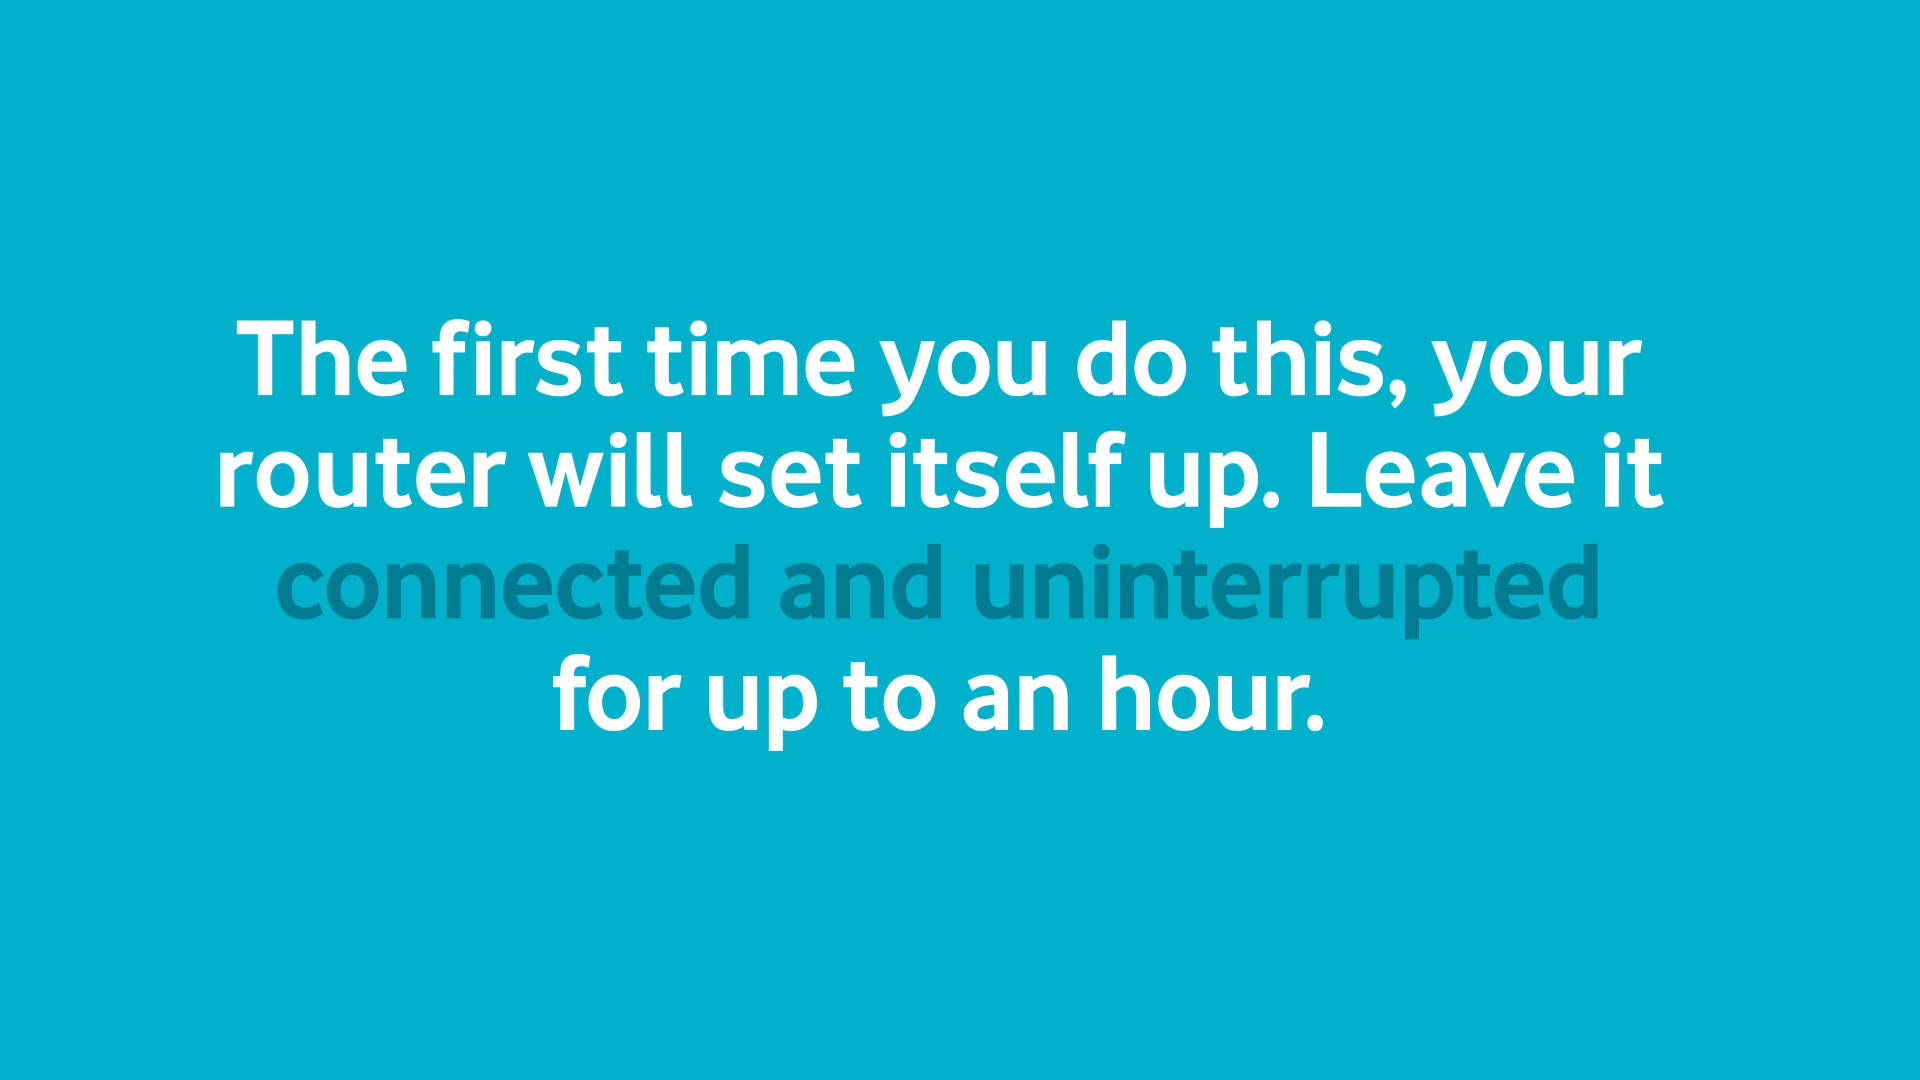 The first time you do this, your
router will set itself up. Leave it
connected and uninterrupted
for up to an hour.